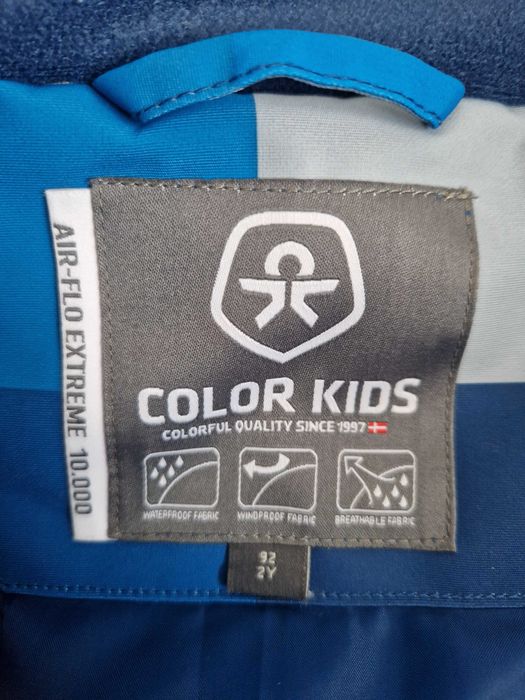 AIR-FLO EXTREME 10.000
COLOR KIDS
COLORFUL QUALITY SINCE 1997
WATERPROOF FABRIC
WINDPROOF FABRIC
BREATHABLE FABRIC
92
2Y